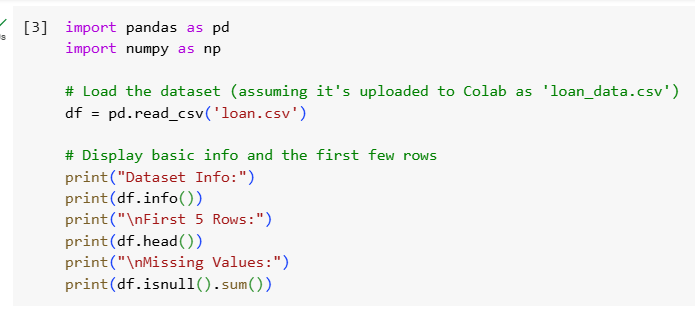 [3] import pandas as pd
import numpy as np
# Load the dataset (assuming it's uploaded to Colab as 'loan_data.csv')
df = pd.read_csv('loan.csv')
# Display basic info and the first few rows
print("Dataset Info:")
print(df.info())
print("\nFirst 5 Rows:")
print(df.head())
print("\nMissing Values:")
print(df.isnull().sum())